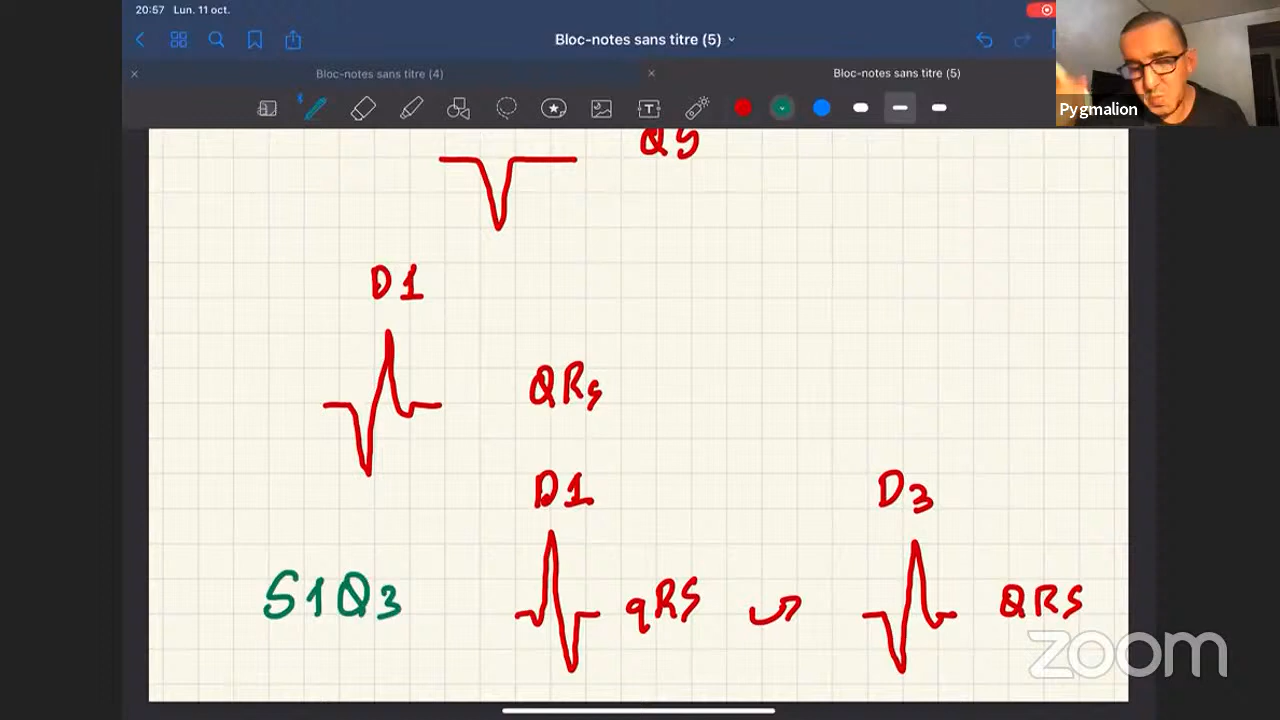 20:57 Lun. 11 oct.
Bloc-notes sans titre (5)
Bloc-notes sans titre (4)
Bloc-notes sans titre (5)
Pygmalion
QS
D1
QRs
D1
D3
S1Q3
qRS
QRS
zoom